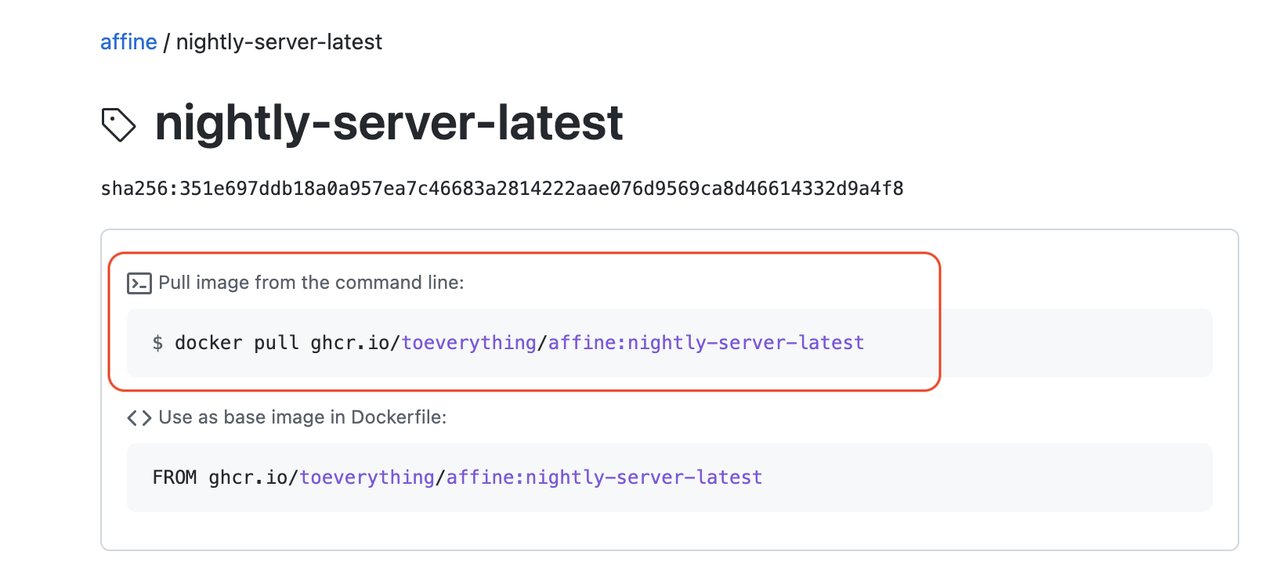 affine / nightly-server-latest
nightly-server-latest
sha256:351e697ddb18a0a957ea7c46683a2814222aae076d9569ca8d46614332d9a4f8
Pull image from the command line:
$ docker pull ghcr.io/toeverything/affine:nightly-server-latest
Use as base image in Dockerfile:
FROM ghcr.io/toeverything/affine:nightly-server-latest